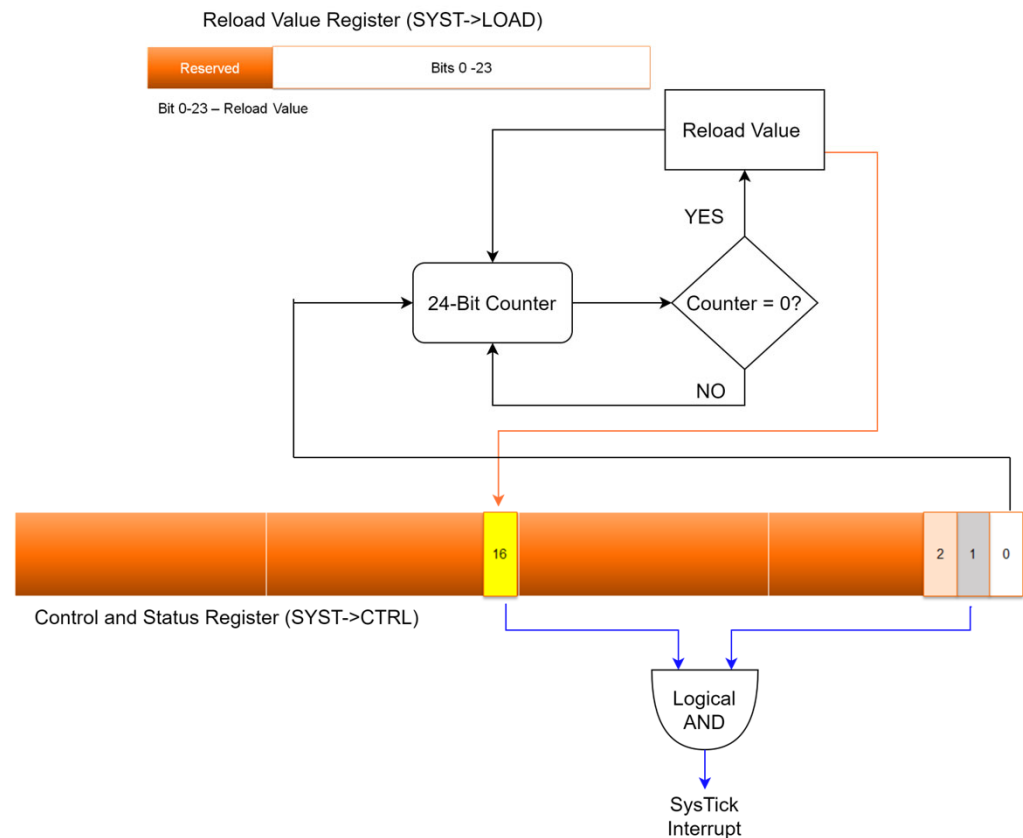 Reload Value Register (SYST->LOAD)
Reserved
Bits 0 -23
Bit 0-23 – Reload Value
Reload Value
YES
24-Bit Counter
Counter = 0?
NO
16
2
1
0
Control and Status Register (SYST->CTRL)
Logical
AND
SysTick
Interrupt